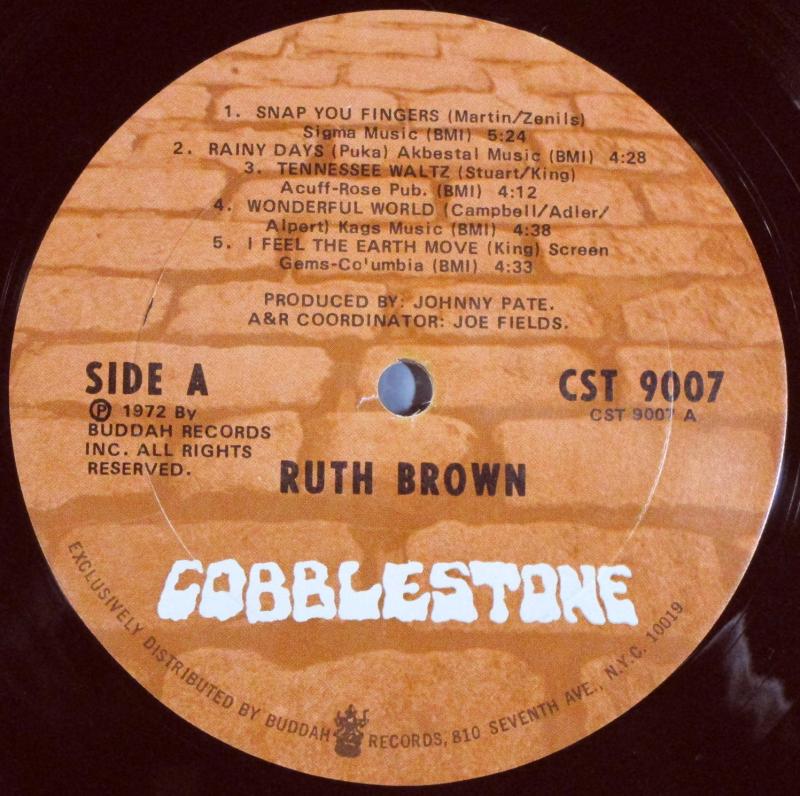 1. SNAP YOU FINGERS (Martin/Zenils)
Sigma Music (BMI) 5:24
2. RAINY DAYS (Puka) Akbestal Music (BMI) 4:28
3. TENNESSEE WALTZ (Stuart/King)
Acuff-Rose Pub. (BMI) 4:12
4. WONDERFUL WORLD (Campbell/Adler/
Alpert) Kags Music (BMI) 4:38
5. I FEEL THE EARTH MOVE (King) Screen
Gems-Co'umbia (BMI) 4:33
PRODUCED BY: JOHNNY PATE.
A&R COORDINATOR: JOE FIELDS.
SIDE A
℗ 1972 By
BUDDAH RECORDS
INC. ALL RIGHTS
RESERVED.
CST 9007
CST 9007 A
RUTH BROWN
COBBLESTONE
EXCLUSIVELY DISTRIBUTED BY BUDDAH RECORDS, 810 SEVENTH AVE., N.Y.C. 10019